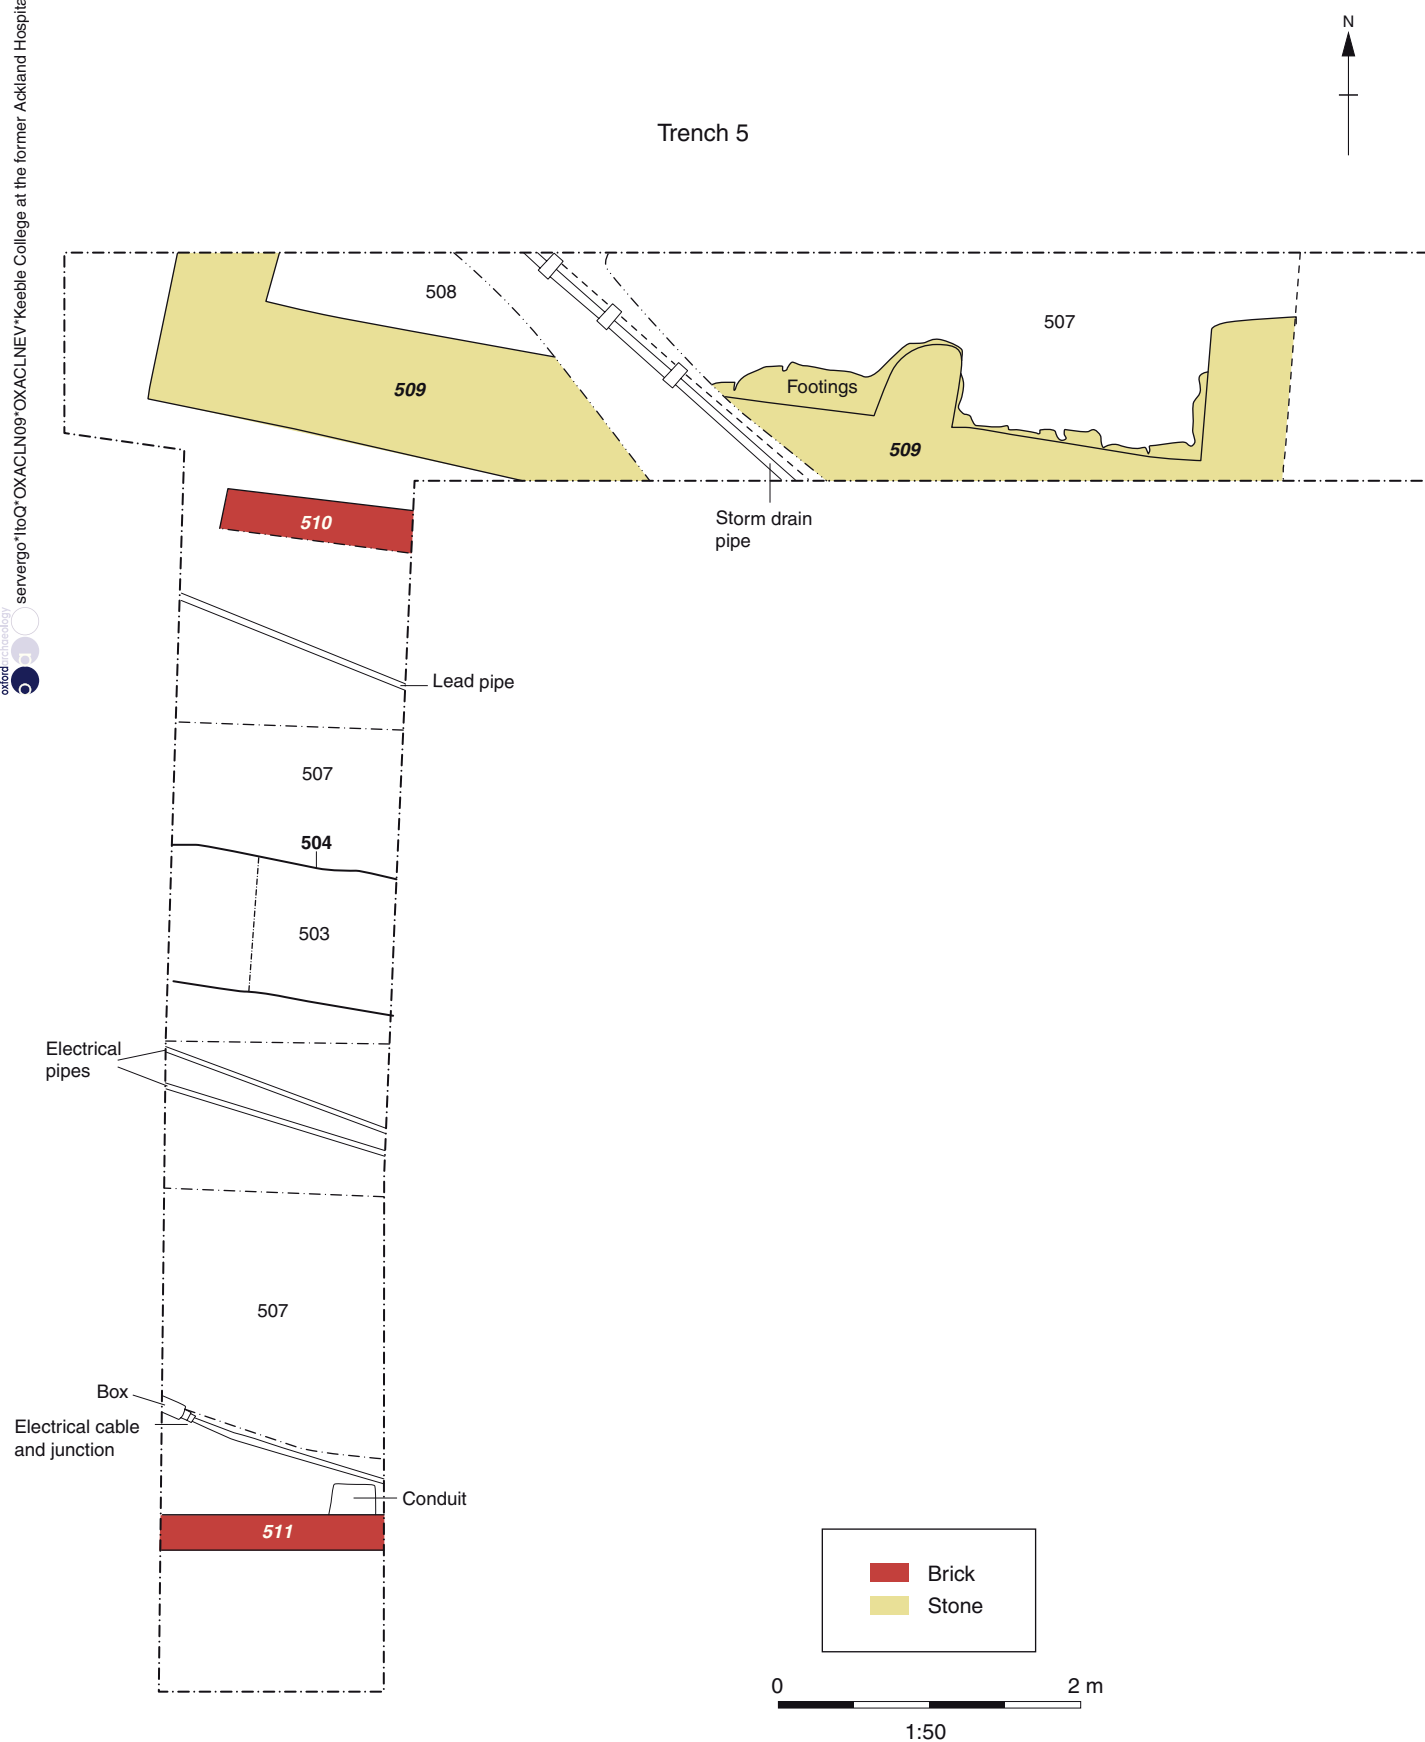 servergo*ItoQ*OXACLN09*OXACLNEV*Keeble College at the former Ackland Hospita
oxfordarchaeology
N
Trench 5
508
507
509
Footings
509
510
Storm drain
pipe
Lead pipe
507
504
503
Electrical
pipes
507
Box
Electrical cable
and junction
Conduit
511
Brick
Stone
0
2 m
1:50